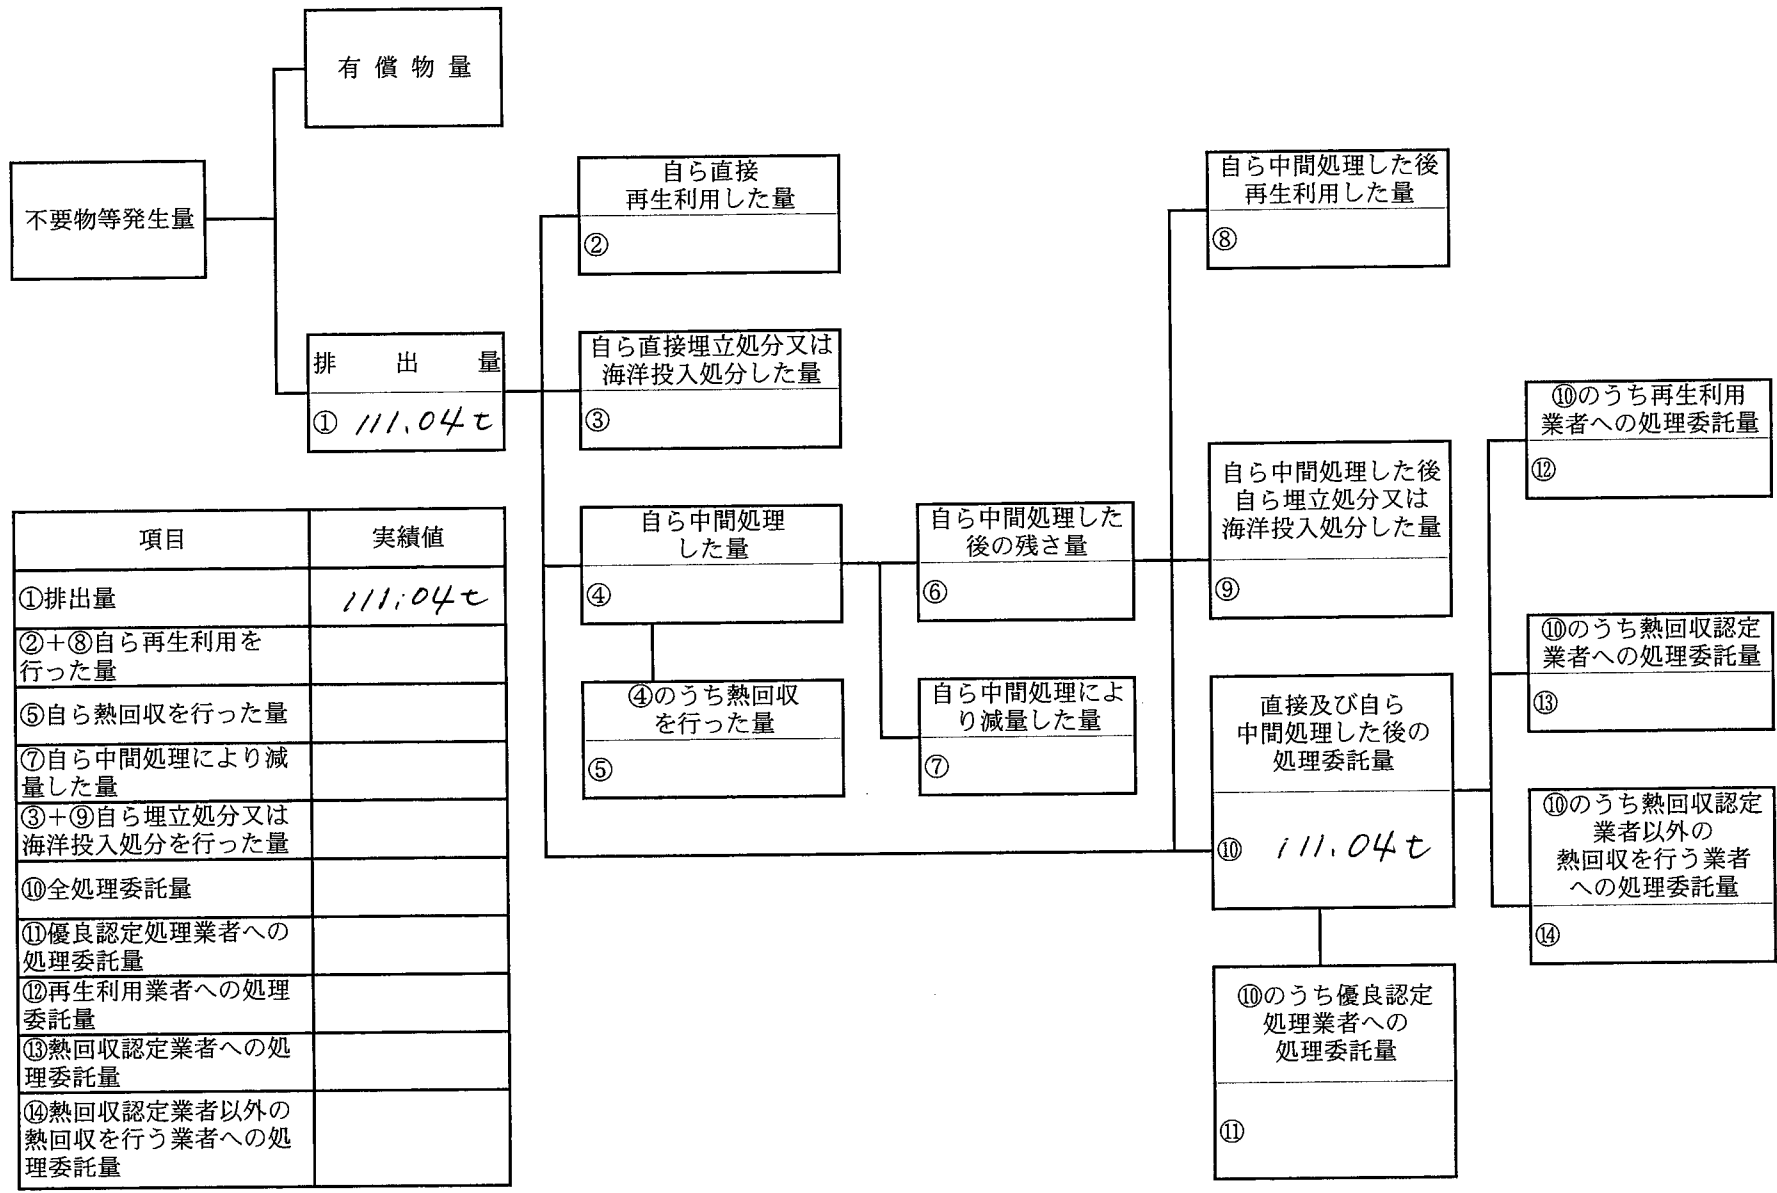 有償物量
不要物等発生量
排出量
① 111.04t
自ら直接
再生利用した量
②
自ら直接埋立処分又は
海洋投入処分した量
③
自ら中間処理
した量
④
④のうち熱回収
を行った量
⑤
自ら中間処理した
後の残さ量
⑥
自ら中間処理によ
り減量した量
⑦
自ら中間処理した後
再生利用した量
⑧
自ら中間処理した後
自ら埋立処分又は
海洋投入処分した量
⑨
直接及び自ら
中間処理した後の
処理委託量
⑩ 111.04t
⑩のうち優良認定
処理業者への
処理委託量
⑪
⑩のうち再生利用
業者への処理委託量
⑫
⑩のうち熱回収認定
業者への処理委託量
⑬
⑩のうち熱回収認定
業者以外の
熱回収を行う業者
への処理委託量
⑭
項目 実績値
①排出量 111.04t
②+⑧自ら再生利用を
行った量
⑤自ら熱回収を行った量
⑦自ら中間処理により減
量した量
③+⑨自ら埋立処分又は
海洋投入処分を行った量
⑩全処理委託量
⑪優良認定処理業者への
処理委託量
⑫再生利用業者への処理
委託量
⑬熱回収認定業者への処
理委託量
⑭熱回収認定業者以外の
熱回収を行う業者への処
理委託量